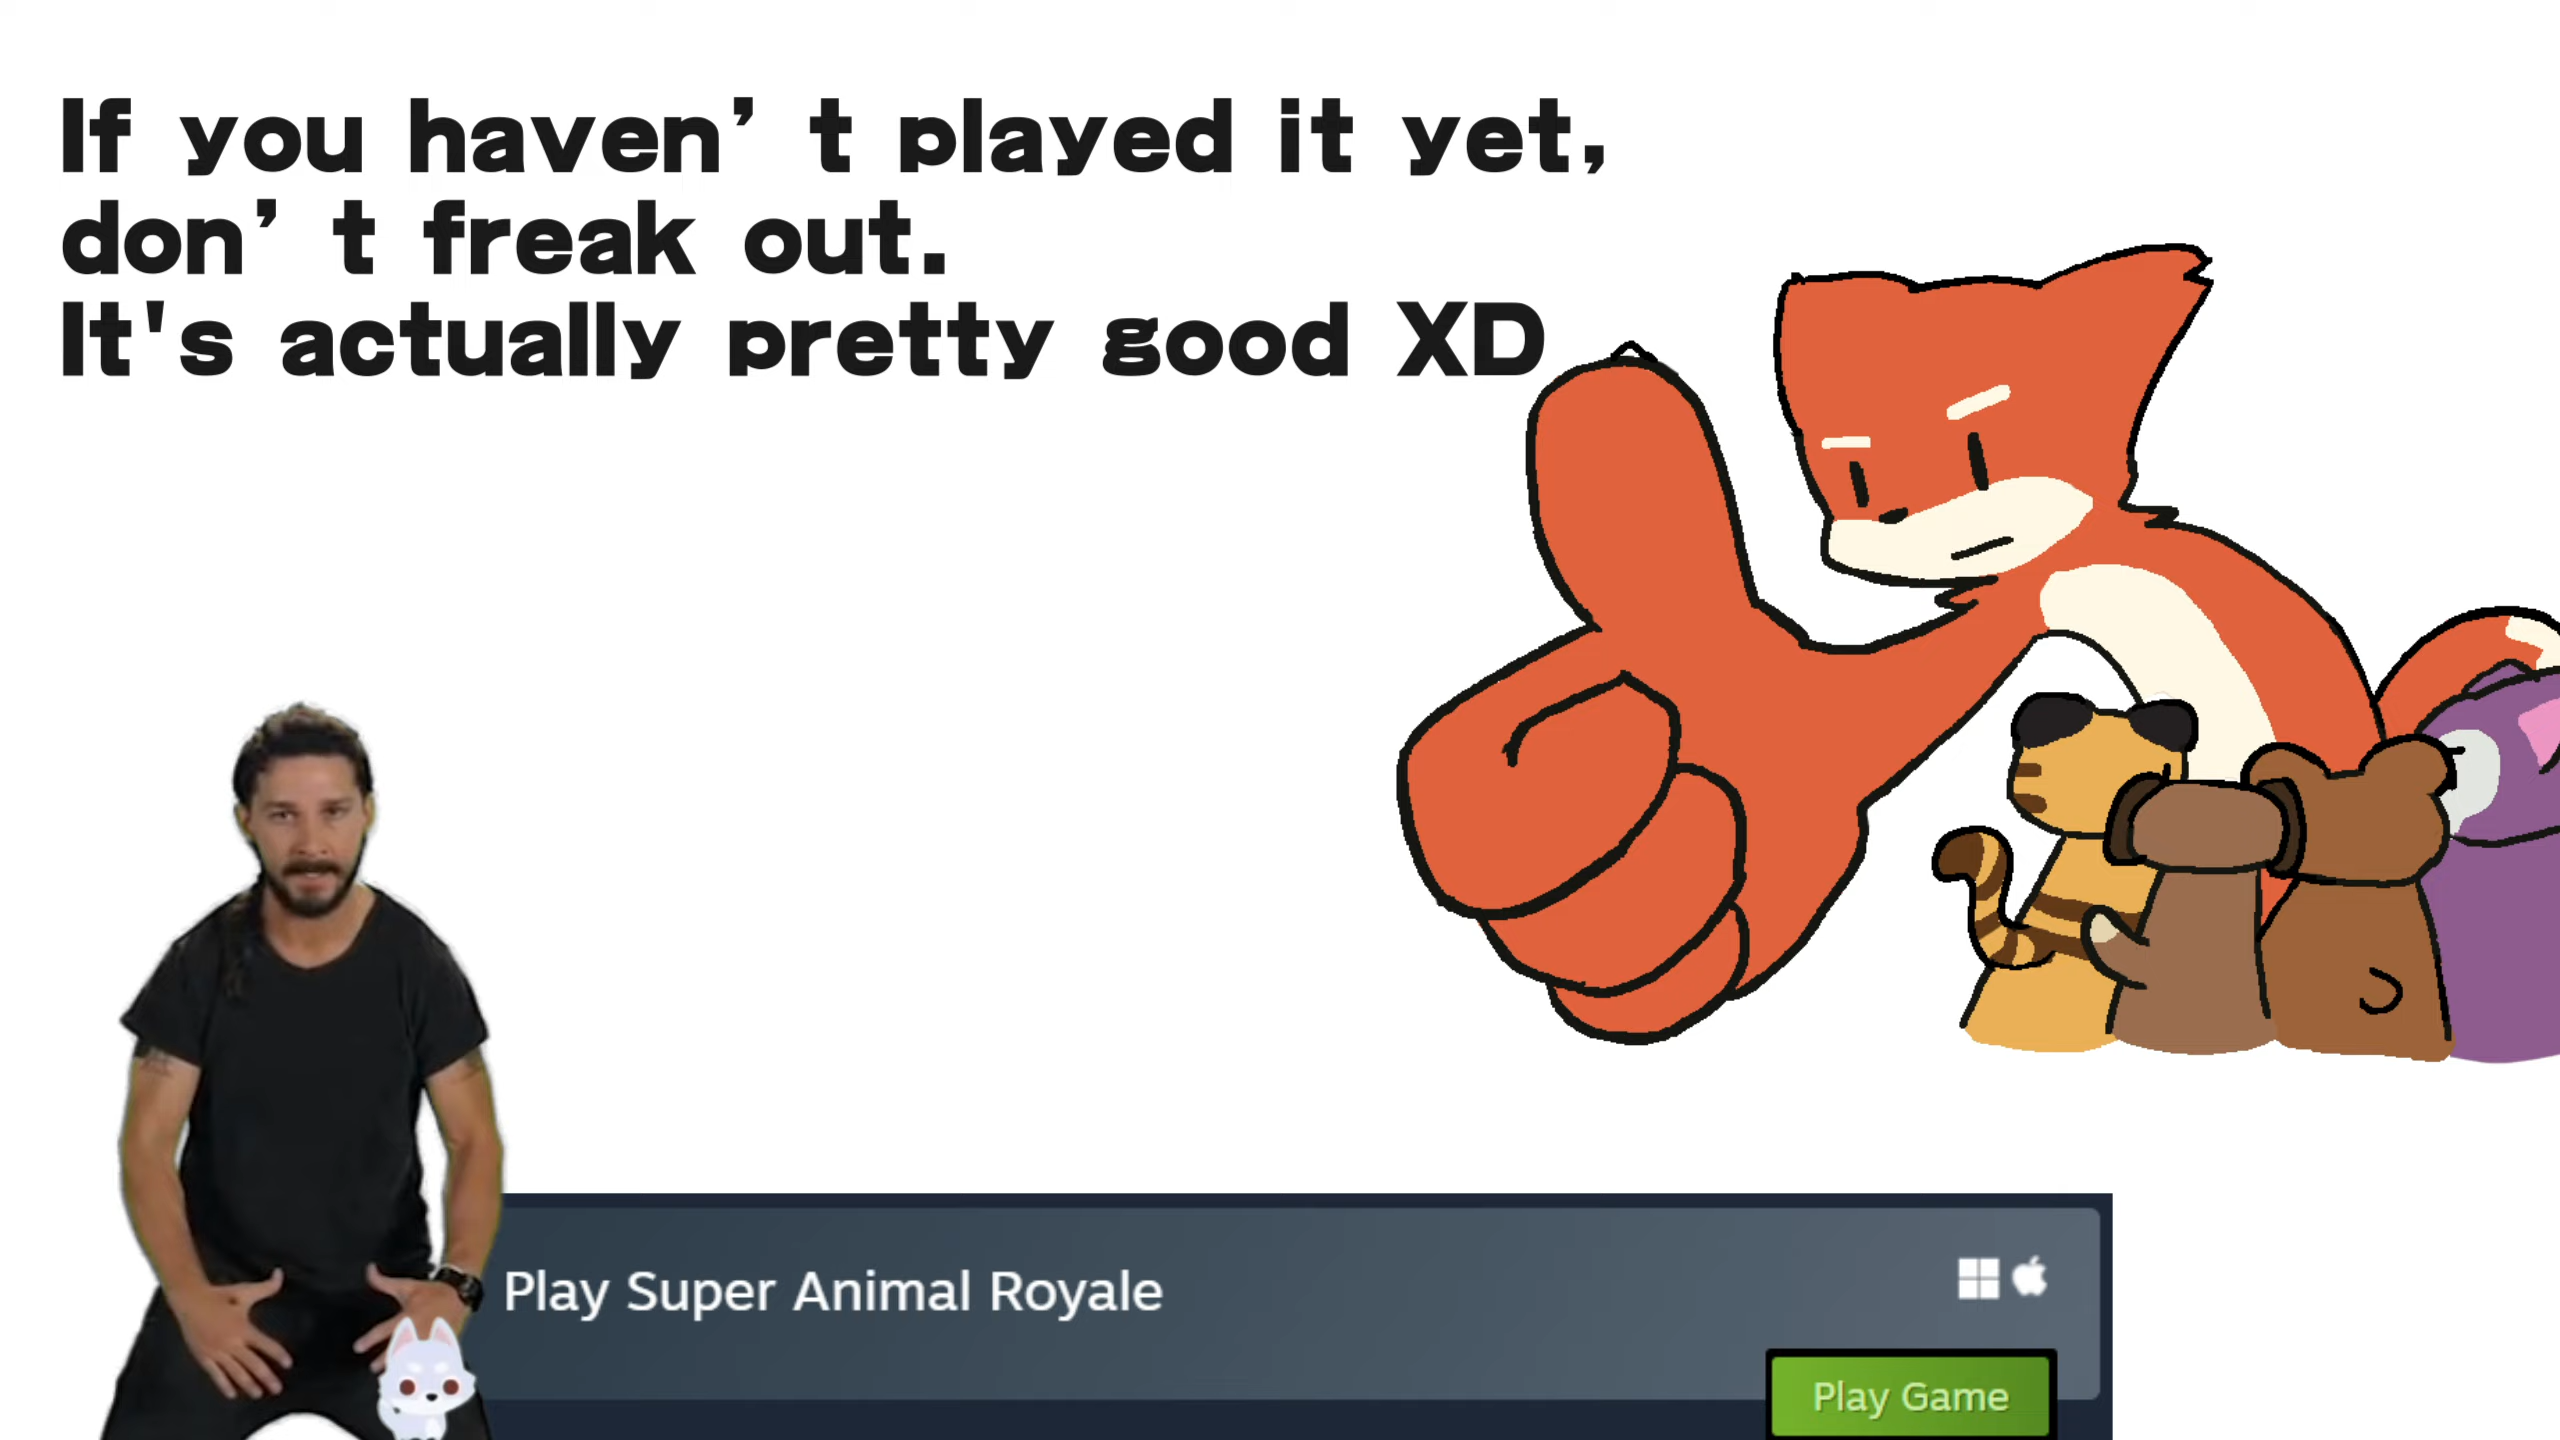 If you haven’t played it yet,
don’t freak out.
It's actually pretty good XD
Play Super Animal Royale
Play Game